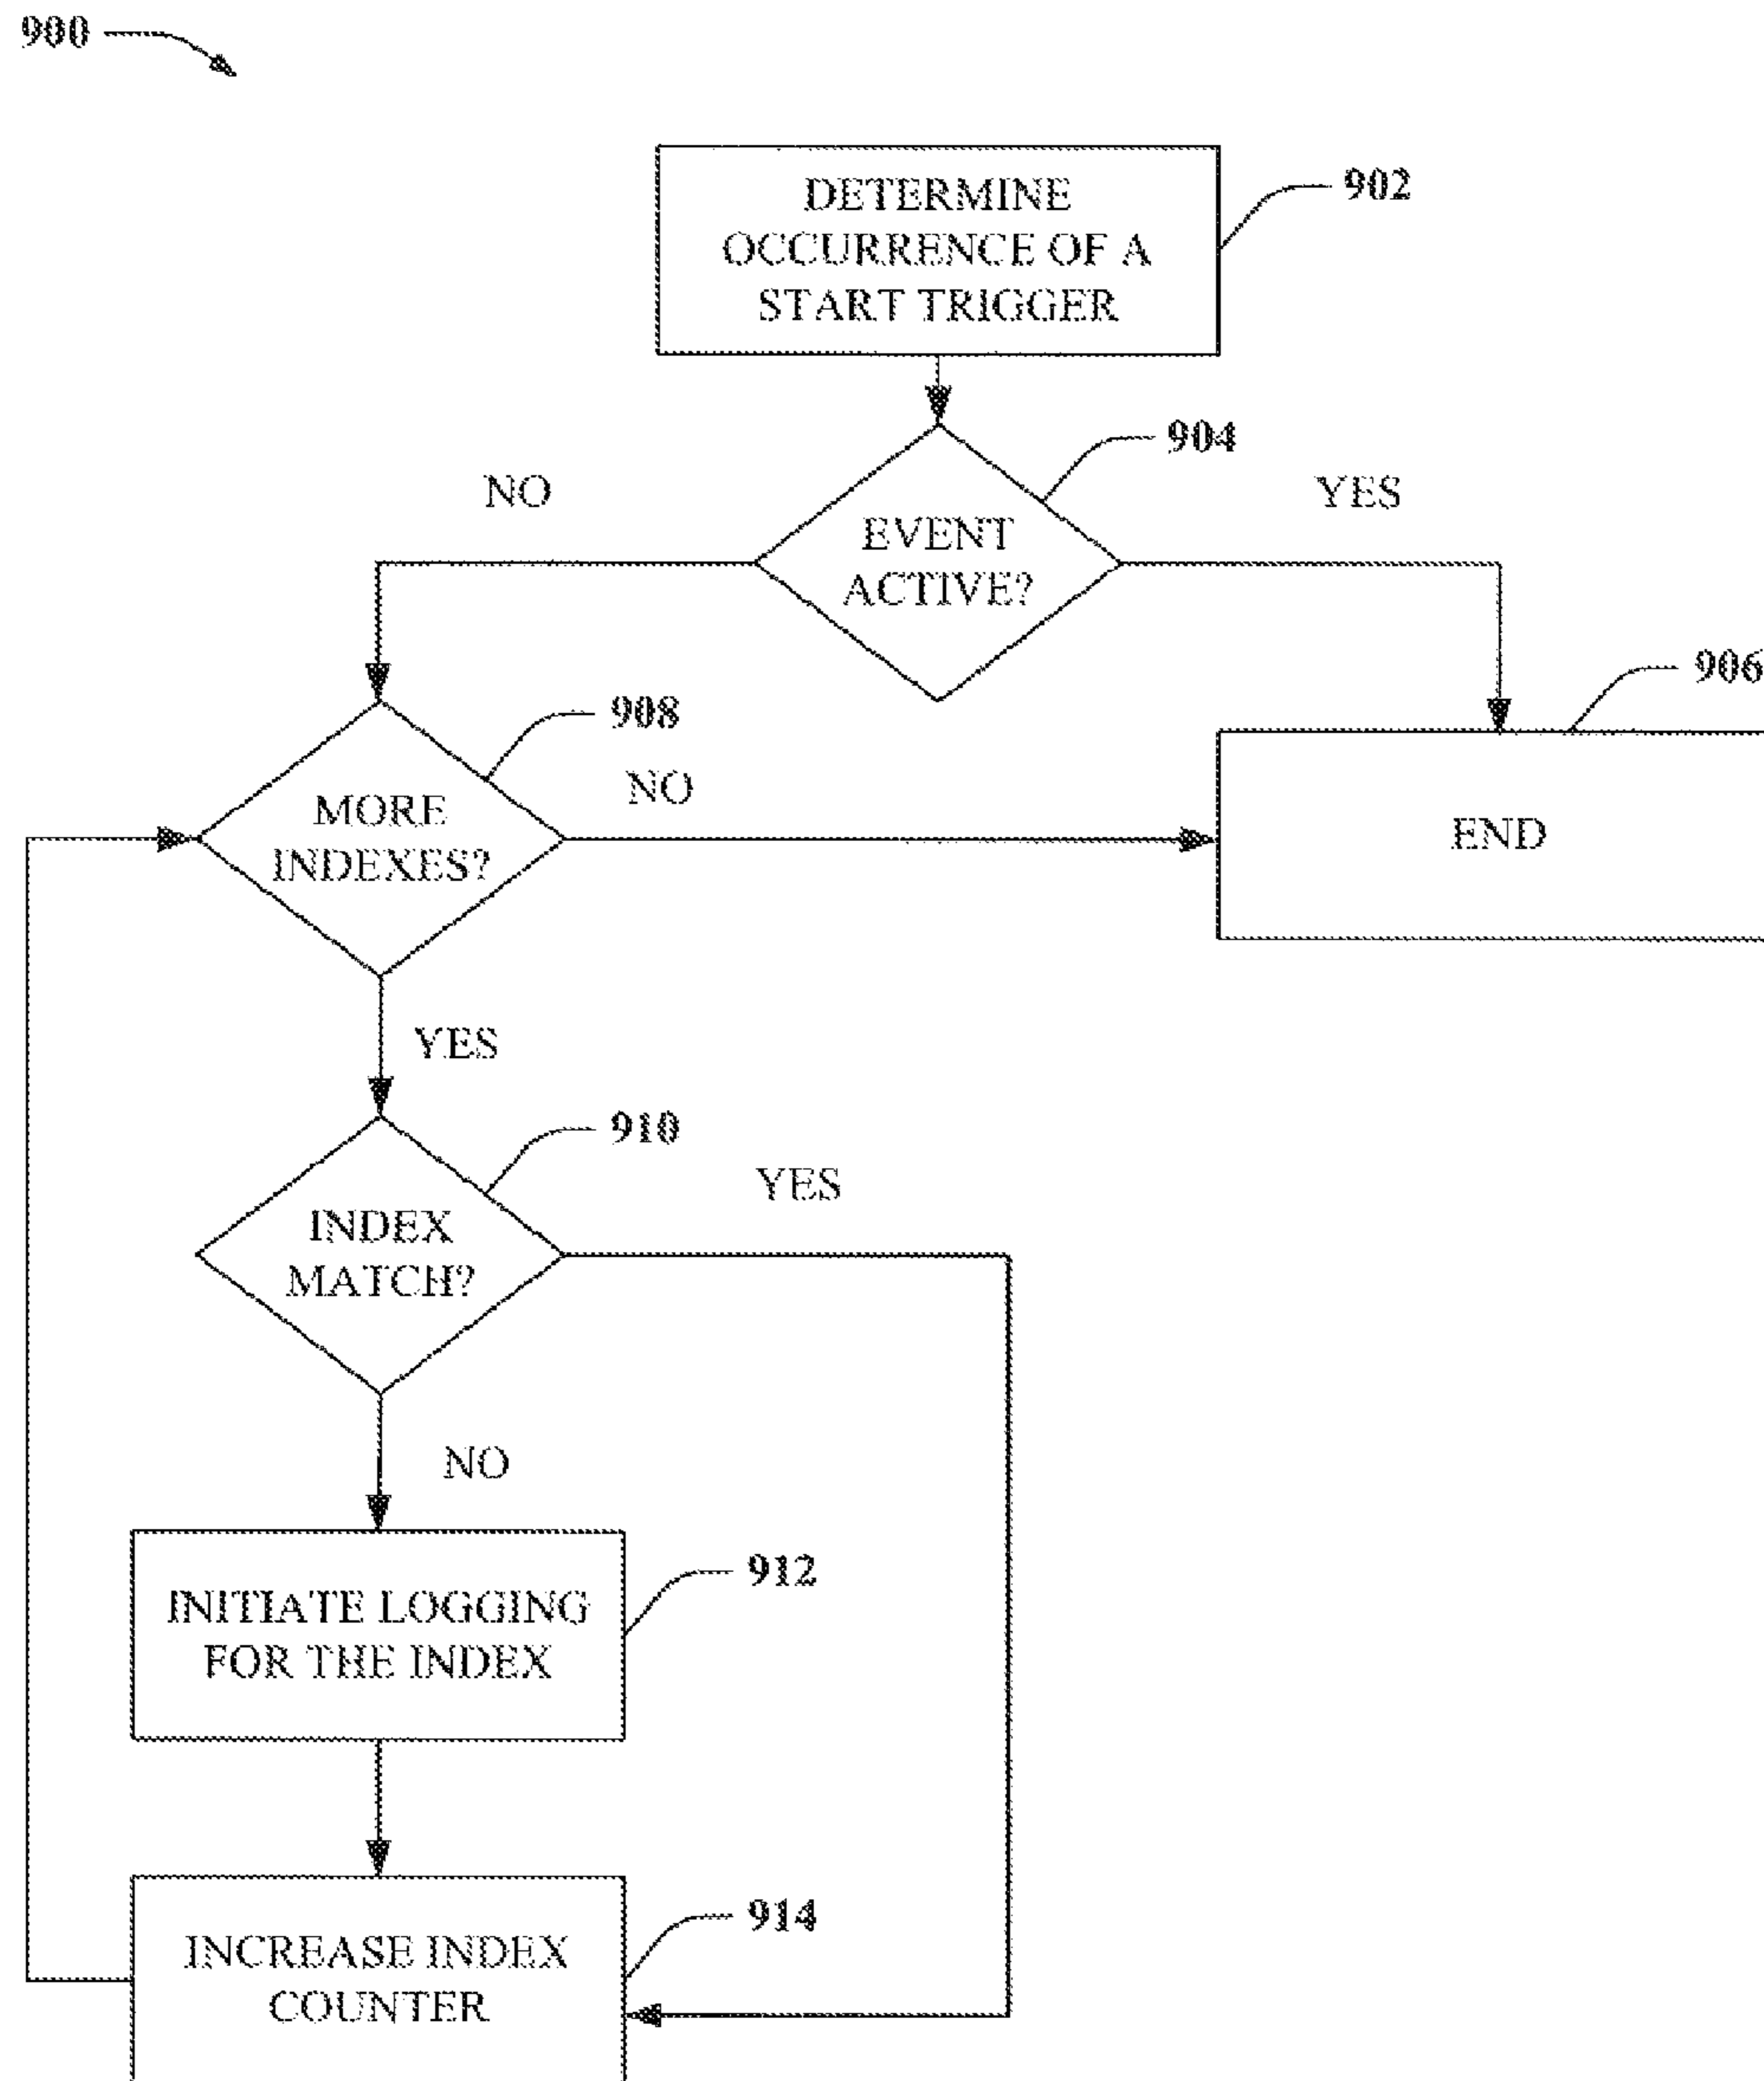 900
DETERMINE
OCCURRENCE OF A
START TRIGGER
902
904
NO
YES
EVENT
ACTIVE?
906
908
NO
MORE
INDEXES?
END
YES
910
YES
INDEX
MATCH?
NO
912
INITIATE LOGGING
FOR THE INDEX
914
INCREASE INDEX
COUNTER